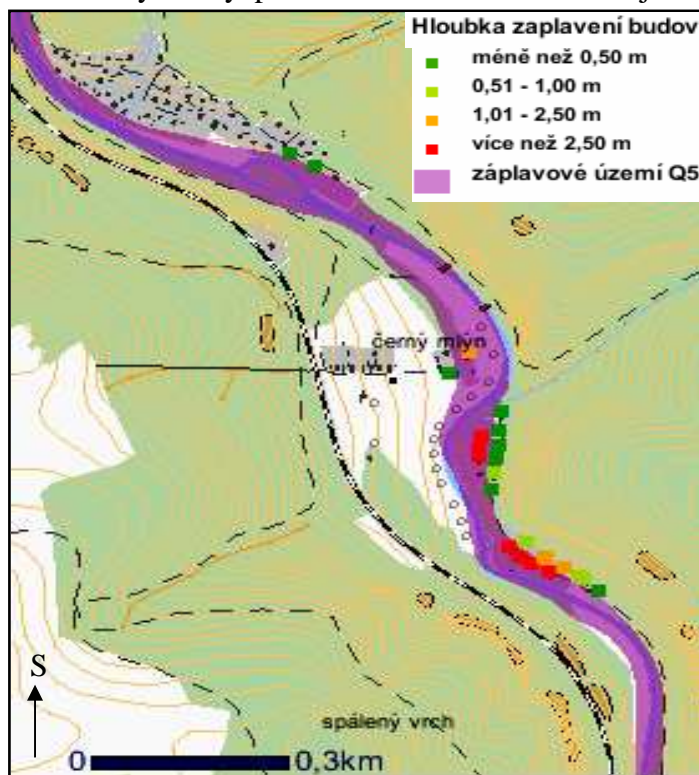 Hloubka zaplavení budov
méně než 0,50 m
0,51 - 1,00 m
1,01 - 2,50 m
více než 2,50 m
záplavové území Q5
černý mlýn
S
spálený vrch
0 0,3km